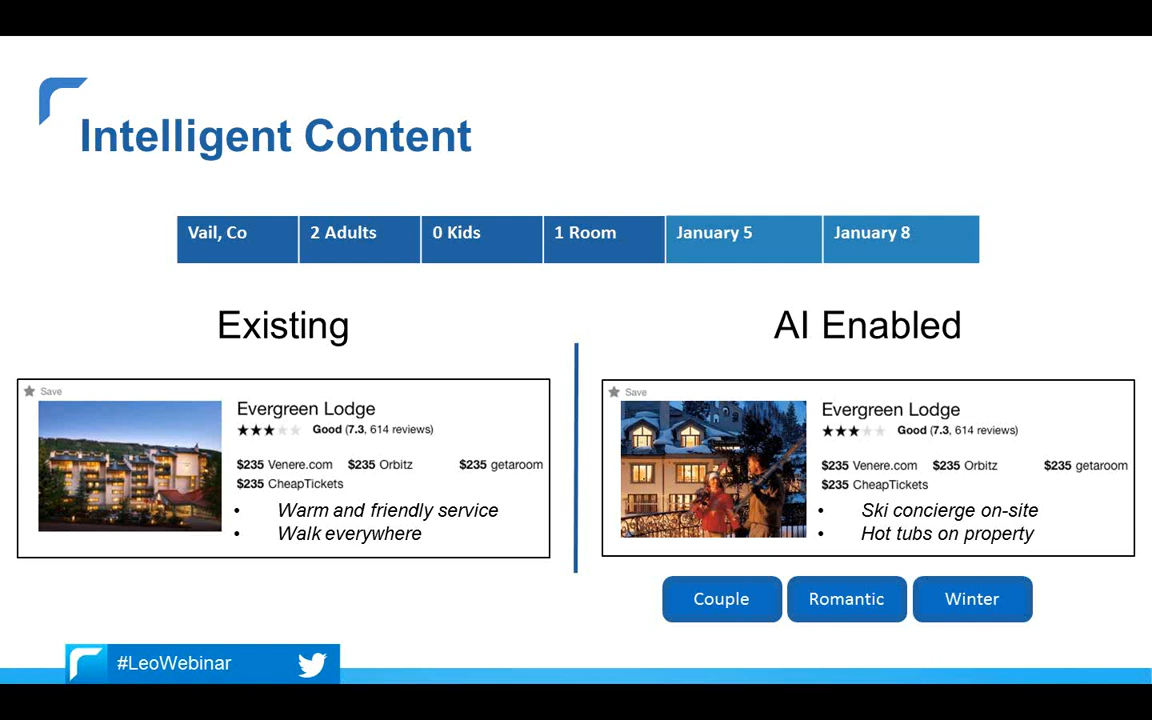 Intelligent Content
Vail, Co 2 Adults 0 Kids 1 Room January 5 January 8
Existing
Save
Evergreen Lodge
Good (7.3, 614 reviews)
$235 Venere.com $235 Orbitz $235 getaroom
$235 CheapTickets
• Warm and friendly service
• Walk everywhere
AI Enabled
Save
Evergreen Lodge
Good (7.3, 614 reviews)
$235 Venere.com $235 Orbitz $235 getaroom
$235 CheapTickets
• Ski concierge on-site
• Hot tubs on property
Couple Romantic Winter
#LeoWebinar